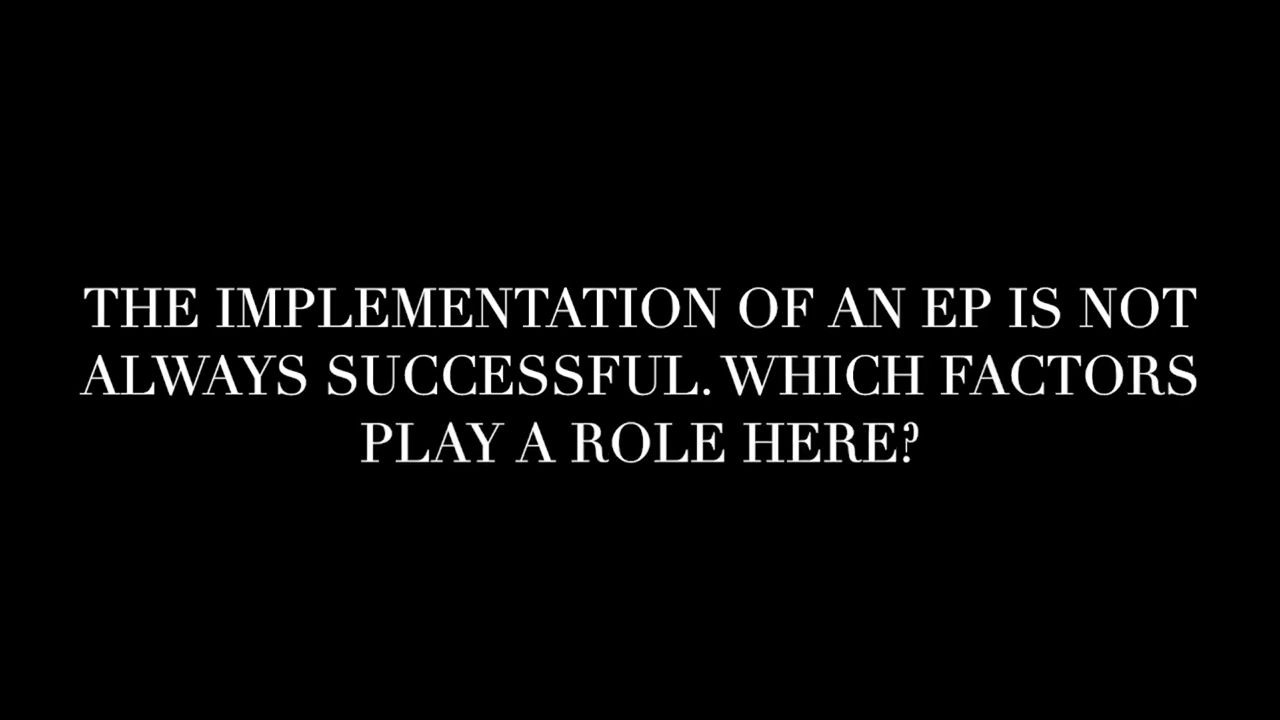 THE IMPLEMENTATION OF AN EP IS NOT
ALWAYS SUCCESSFUL. WHICH FACTORS
PLAY A ROLE HERE?